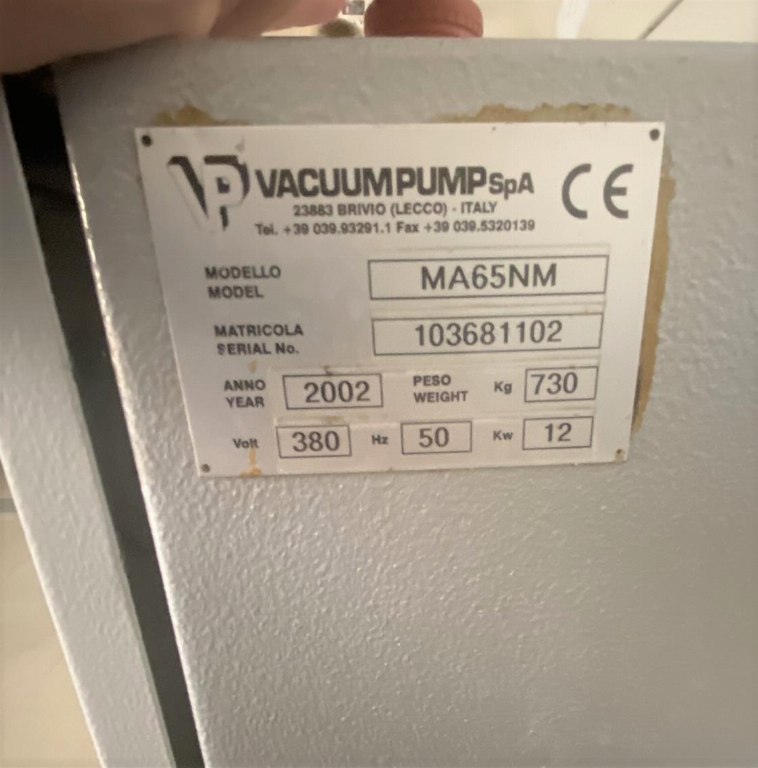 VP VACUUMPUMP SpA CE
23883 BRIVIO (LECCO) - ITALY
Tel. +39 039.93291.1 Fax +39 039.5320139
MODELLO
MODEL
MA65NM
MATRICOLA
SERIAL No.
103681102
ANNO
YEAR
2002
PESO
WEIGHT
Kg 730
Volt 380 Hz 50 Kw 12